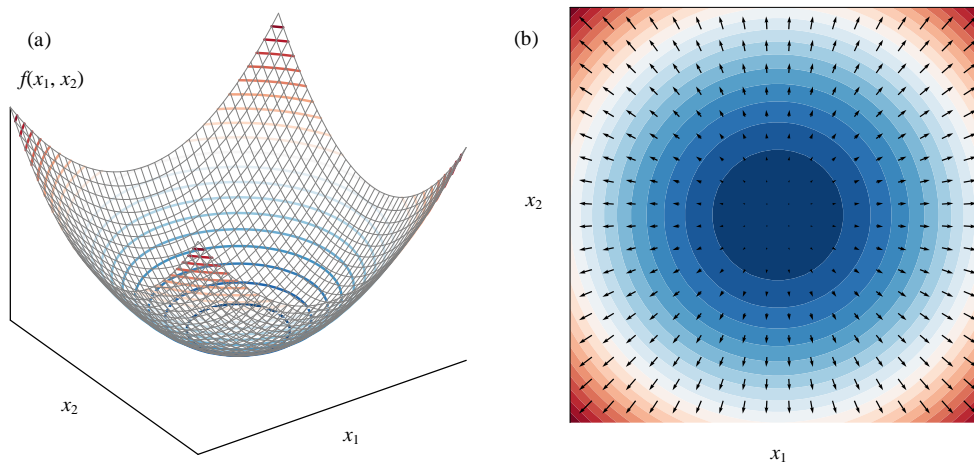 (a)
f(x₁, x₂)
x₂
x₁
(b)
x₂
x₁